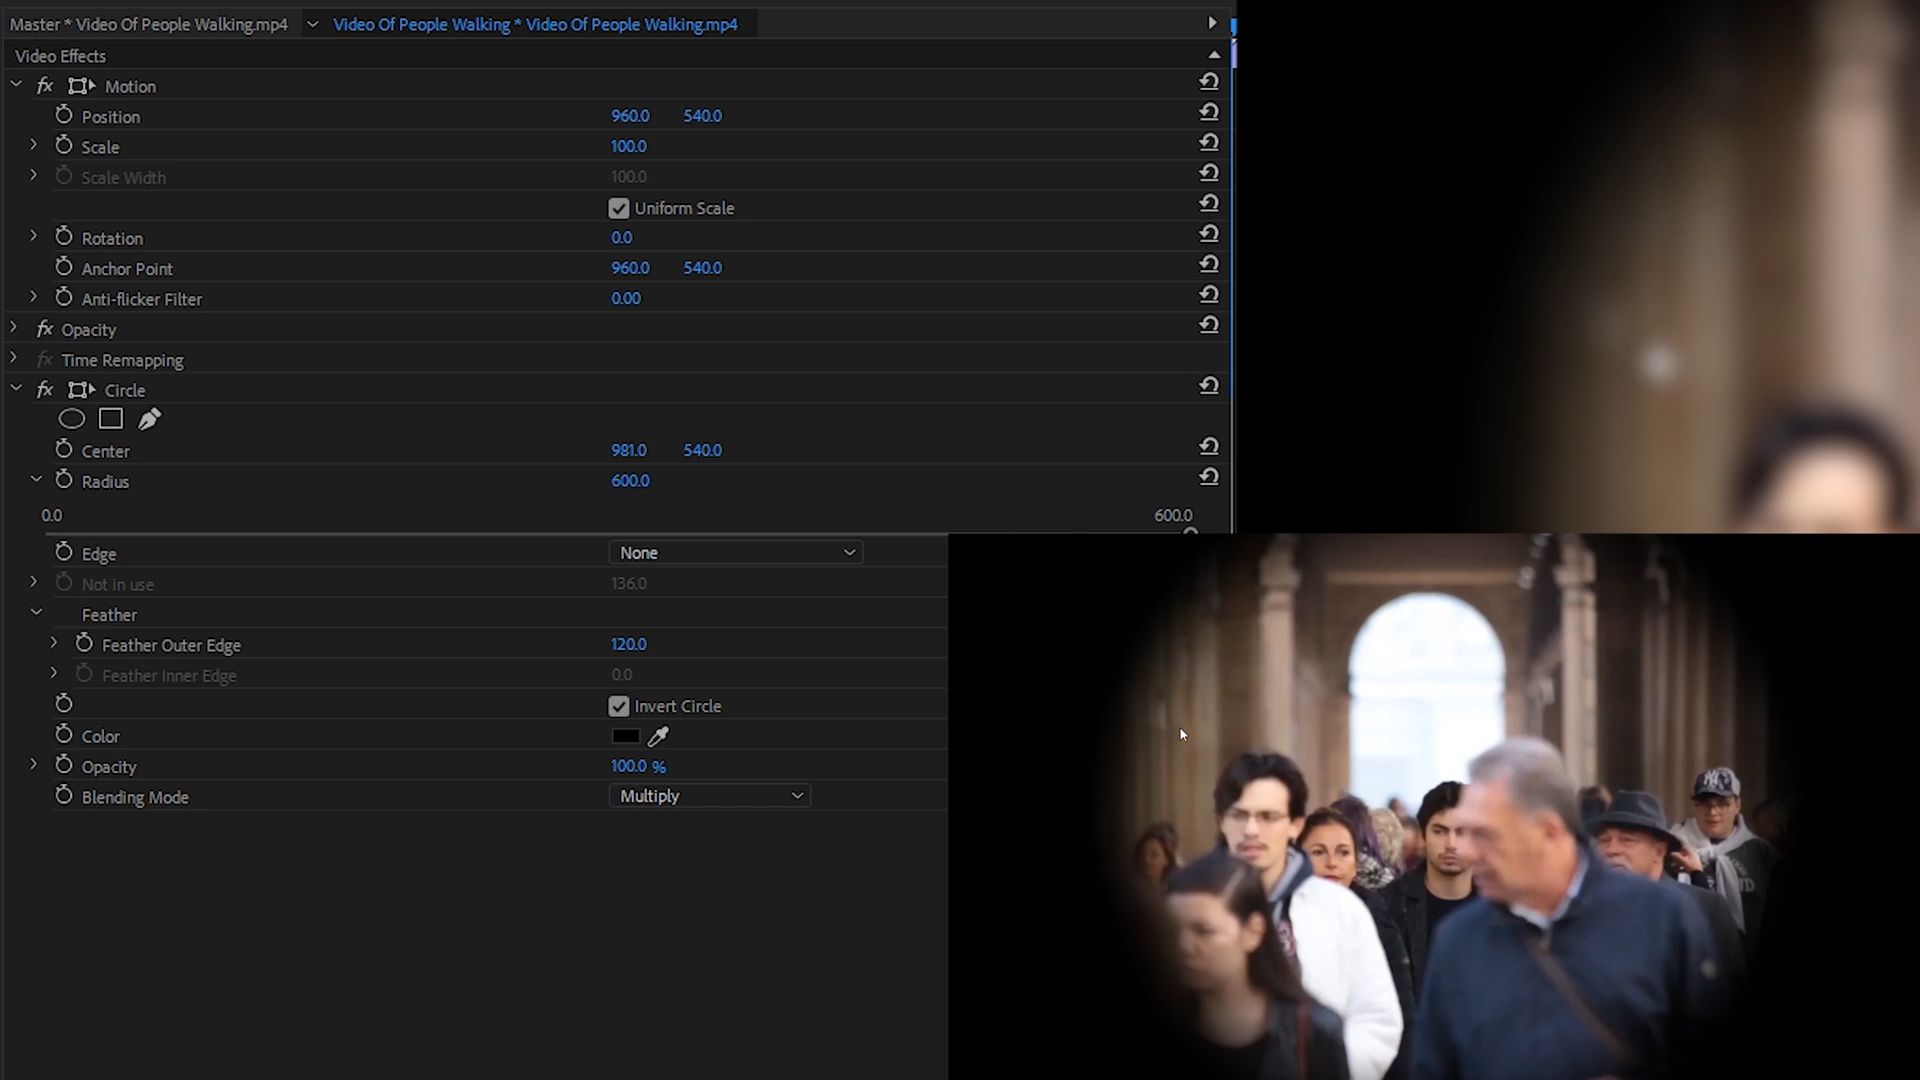 Master * Video Of People Walking.mp4 Video Of People Walking * Video Of People Walking.mp4
Video Effects
fx Motion
Position 960.0 540.0
Scale 100.0
Scale Width 100.0
Uniform Scale
Rotation 0.0
Anchor Point 960.0 540.0
Anti-flicker Filter 0.00
fx Opacity
fx Time Remapping
fx Circle
Center 981.0 540.0
Radius 600.0
0.0 600.0
Edge None
Not in use 136.0
Feather
Feather Outer Edge 120.0
Feather Inner Edge 0.0
Invert Circle
Color
Opacity 100.0 %
Blending Mode Multiply